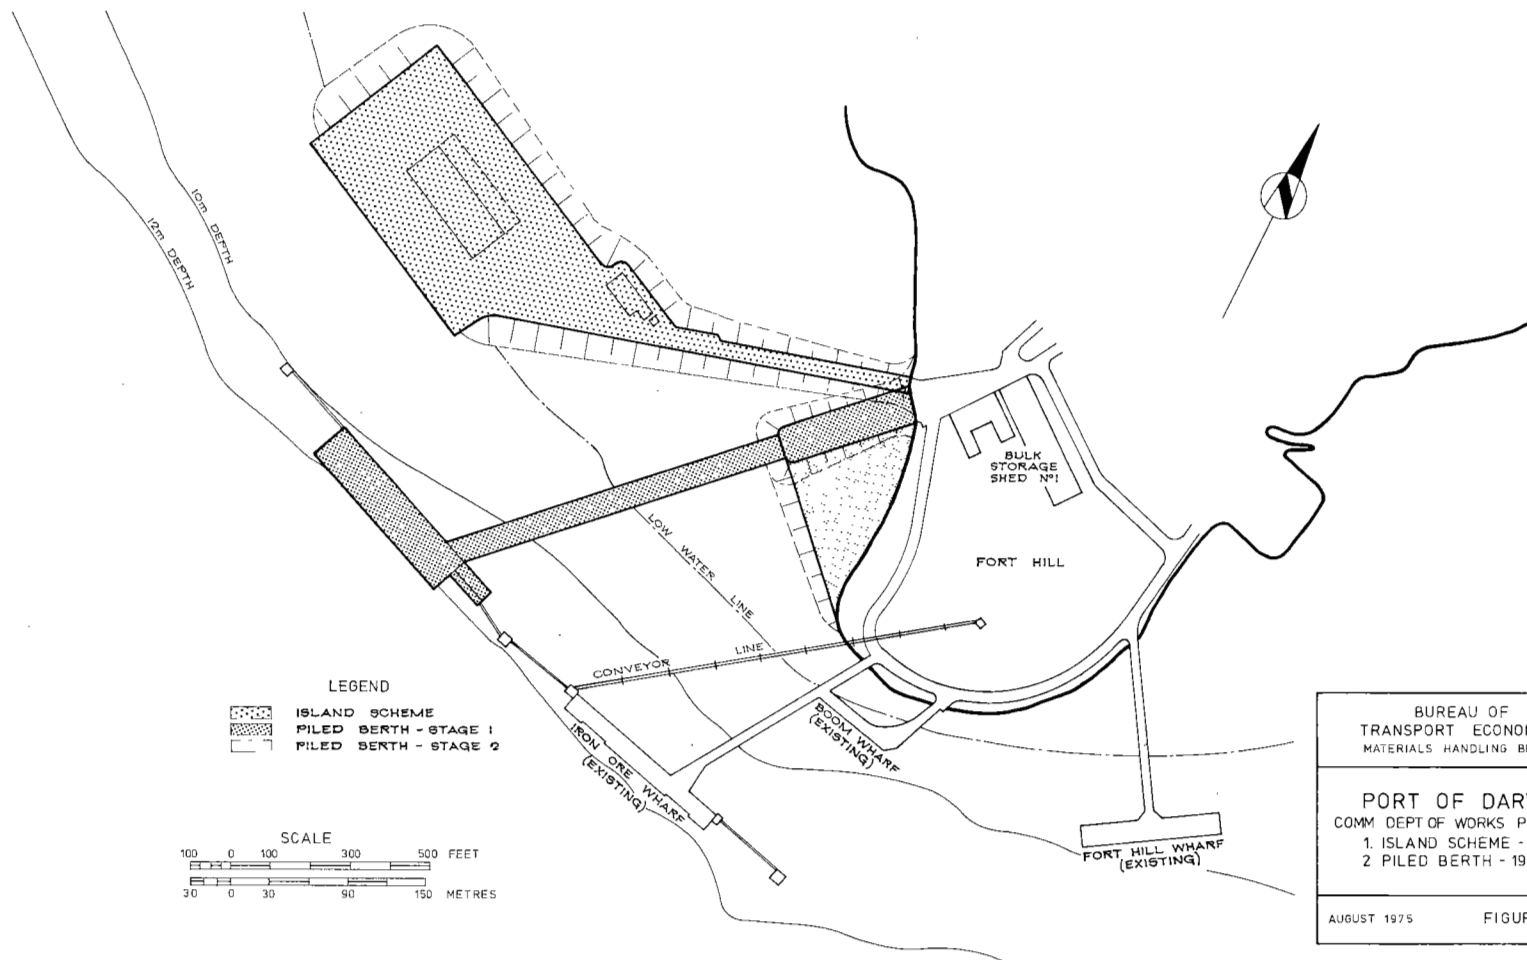 10m DEPTH
12m DEPTH
BULK
STORAGE
SHED Nº1
LOW WATER LINE
FORT HILL
CONVEYOR LINE
LEGEND
ISLAND SCHEME
PILED BERTH - STAGE 1
PILED BERTH - STAGE 2
BOOM WHARF
(EXISTING)
IRON ORE WHARF
(EXISTING)
FORT HILL WHARF
(EXISTING)
SCALE
100 0 100 300 500 FEET
30 0 30 90 150 METRES
BUREAU OF
TRANSPORT ECONO
MATERIALS HANDLING B
PORT OF DAR
COMM DEPT OF WORKS P
1. ISLAND SCHEME -
2 PILED BERTH - 19
AUGUST 1975 FIGU